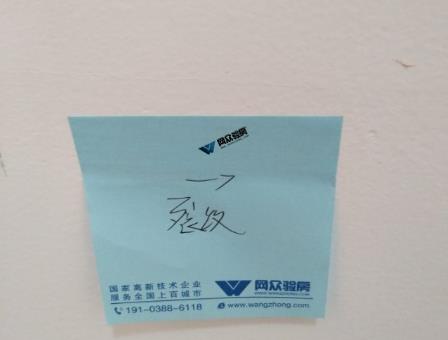 网众验房
→
裂纹
国家高新技术企业
服务全国上百城市
191-0388-6118
网众验房
www.wangzhong.com